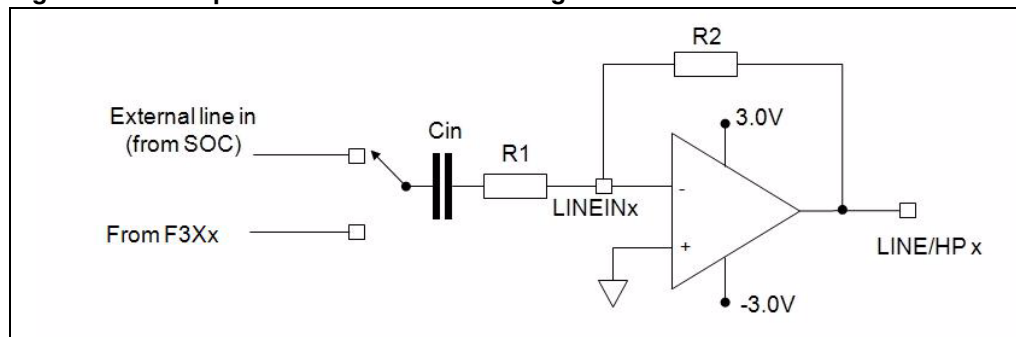 External line in
(from SOC)
From F3Xx
Cin
R1
LINEINx
R2
3.0V
-
+
-3.0V
LINE/HP x